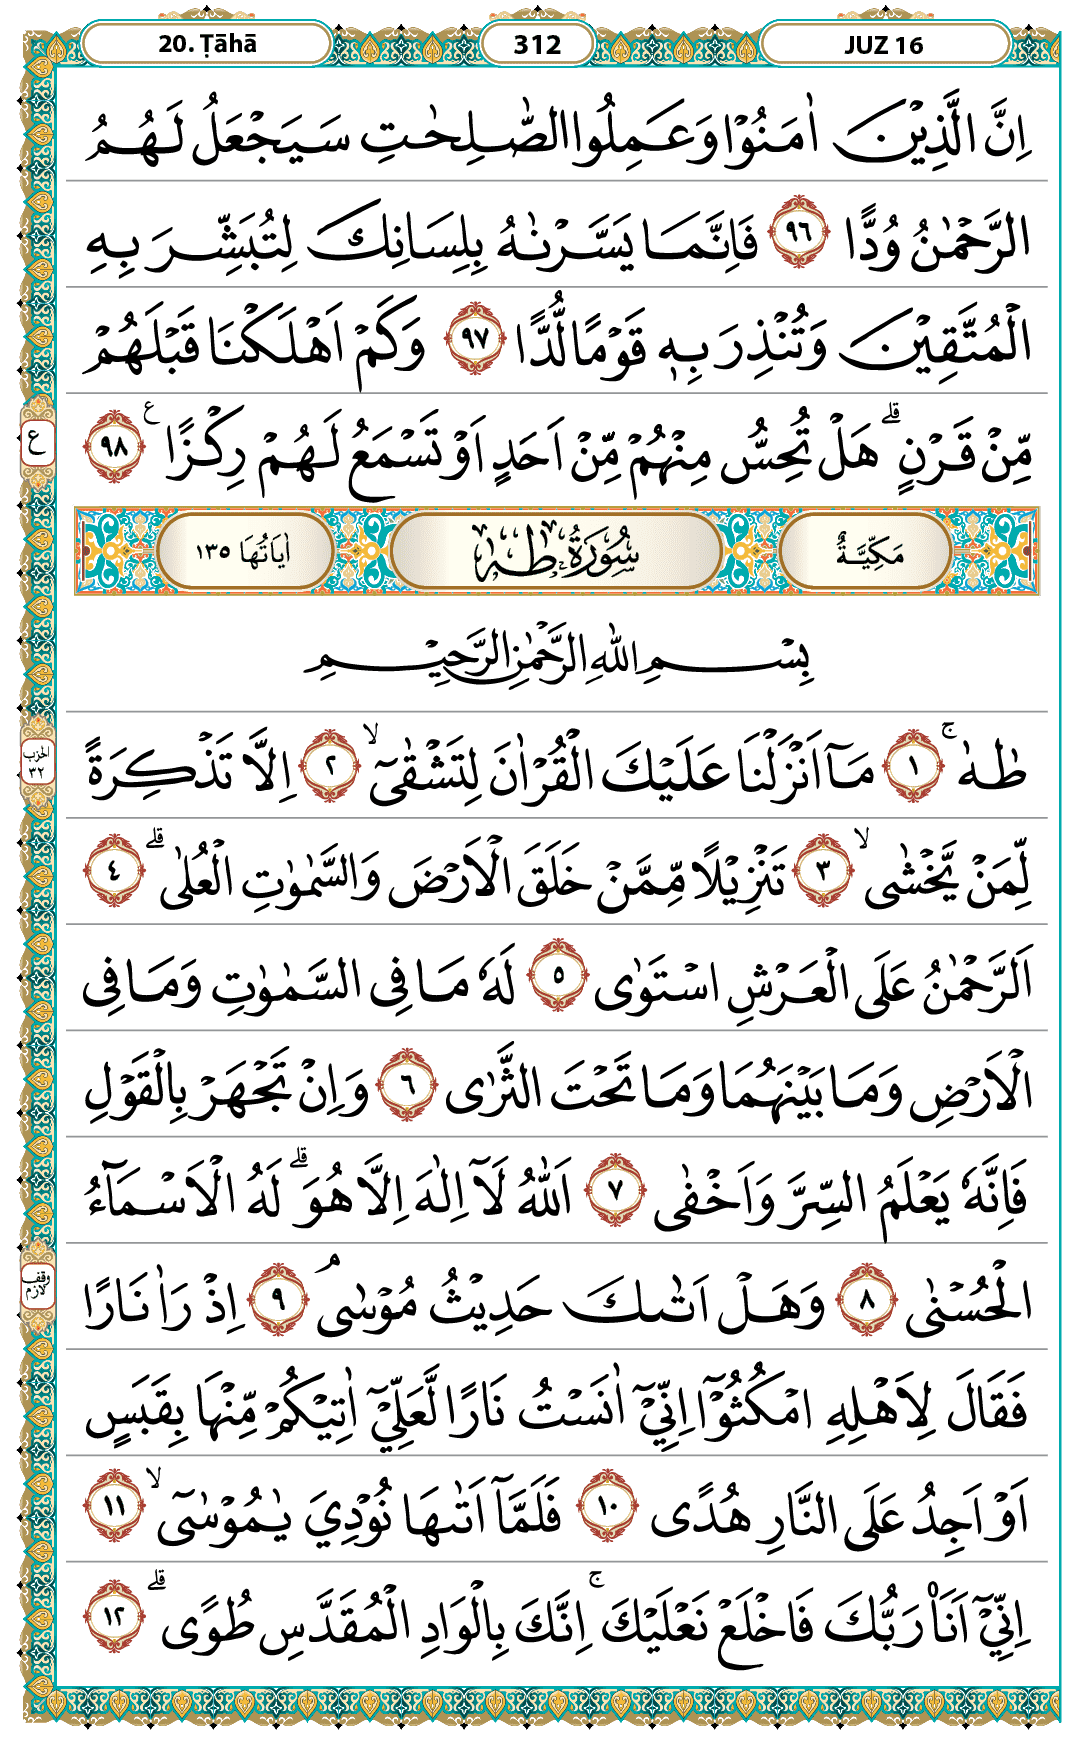 20. Ṭāhā 312 JUZ 16
اِنَّ الَّذِيْنَ اٰمَنُوْا وَعَمِلُوا الصّٰلِحٰتِ سَيَجْعَلُ لَهُمُ
الرَّحْمٰنُ وُدًّا ٩٦ فَاِنَّمَا يَسَّرْنٰهُ بِلِسَانِكَ لِتُبَشِّرَ بِهِ
الْمُتَّقِيْنَ وَتُنْذِرَ بِهٖ قَوْمًا لُّدًّا ٩٧ وَكَمْ اَهْلَكْنَا قَبْلَهُمْ
مِّنْ قَرْنٍۗ هَلْ تُحِسُّ مِنْهُمْ مِّنْ اَحَدٍ اَوْ تَسْمَعُ لَهُمْ رِكْزًا ࣖ ٩٨
ع
مَكِّيَّةٌ سُوْرَةُ طٰهٰ اٰيَاتُهَا ١٣٥
بِسْمِ اللّٰهِ الرَّحْمٰنِ الرَّحِيْمِ
طٰهٰ ۚ ١ مَآ اَنْزَلْنَا عَلَيْكَ الْقُرْاٰنَ لِتَشْقٰىٓ ۙ ٢ اِلَّا تَذْكِرَةً
الحزب
٣٢
لِّمَنْ يَّخْشٰى ۙ ٣ تَنْزِيْلًا مِّمَّنْ خَلَقَ الْاَرْضَ وَالسَّمٰوٰتِ الْعُلٰى ۗ ٤
اَلرَّحْمٰنُ عَلَى الْعَرْشِ اسْتَوٰى ٥ لَهٗ مَا فِى السَّمٰوٰتِ وَمَا فِى
الْاَرْضِ وَمَا بَيْنَهُمَا وَمَا تَحْتَ الثَّرٰى ٦ وَاِنْ تَجْهَرْ بِالْقَوْلِ
فَاِنَّهٗ يَعْلَمُ السِّرَّ وَاَخْفٰى ٧ اَللّٰهُ لَآ اِلٰهَ اِلَّا هُوَۗ لَهُ الْاَسْمَاۤءُ
الْحُسْنٰى ٨ وَهَلْ اَتٰىكَ حَدِيْثُ مُوْسٰى ۘ ٩ اِذْ رَاٰ نَارًا
وقف
لازم
فَقَالَ لِاَهْلِهِ امْكُثُوْٓا اِنِّيْٓ اٰنَسْتُ نَارًا لَّعَلِّيْٓ اٰتِيْكُمْ مِّنْهَا بِقَبَسٍ
اَوْ اَجِدُ عَلَى النَّارِ هُدًى ١٠ فَلَمَّآ اَتٰىهَا نُوْدِيَ يٰمُوْسٰىٓ ۙ ١١
اِنِّيْٓ اَنَا۠ رَبُّكَ فَاخْلَعْ نَعْلَيْكَۚ اِنَّكَ بِالْوَادِ الْمُقَدَّسِ طُوًى ۗ ١٢